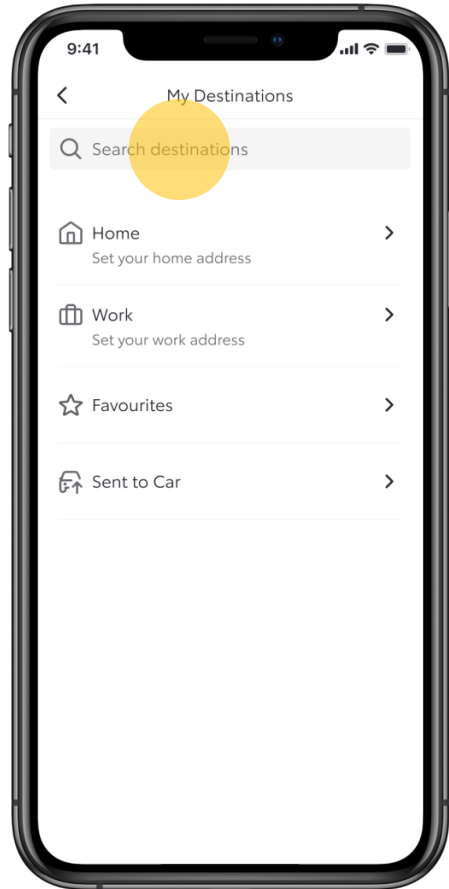 9:41
My Destinations
Search destinations
Home
Set your home address
Work
Set your work address
Favourites
Sent to Car